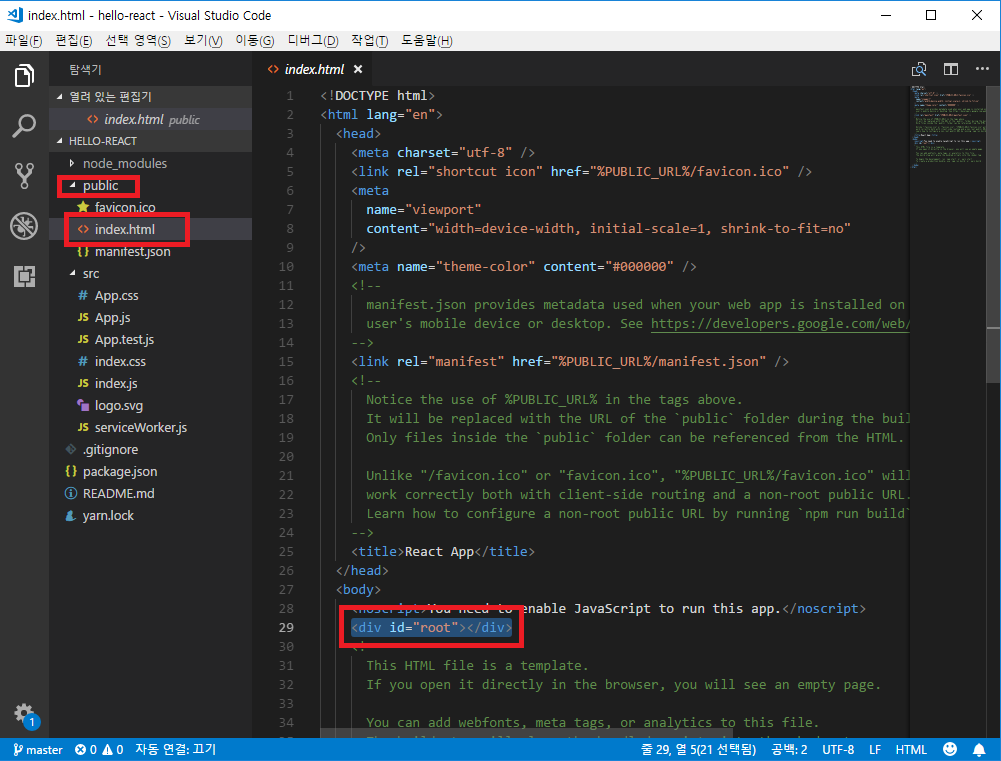 index.html - hello-react - Visual Studio Code
파일(F) 편집(E) 선택 영역(S) 보기(V) 이동(G) 디버그(D) 작업(T) 도움말(H)
탐색기
열려 있는 편집기
<> index.html public
HELLO-REACT
node_modules
public
favicon.ico
<> index.html
{} manifest.json
src
# App.css
JS App.js
JS App.test.js
# index.css
JS index.js
logo.svg
JS serviceWorker.js
.gitignore
{} package.json
README.md
yarn.lock
<> index.html ×
1 <!DOCTYPE html>
2 <html lang="en">
3 <head>
4 <meta charset="utf-8" />
5 <link rel="shortcut icon" href="%PUBLIC_URL%/favicon.ico" />
6 <meta
7 name="viewport"
8 content="width=device-width, initial-scale=1, shrink-to-fit=no"
9 />
10 <meta name="theme-color" content="#000000" />
11 <!--
12 manifest.json provides metadata used when your web app is installed on
13 user's mobile device or desktop. See https://developers.google.com/web/
14 -->
15 <link rel="manifest" href="%PUBLIC_URL%/manifest.json" />
16 <!--
17 Notice the use of %PUBLIC_URL% in the tags above.
18 It will be replaced with the URL of the `public` folder during the buil
19 Only files inside the `public` folder can be referenced from the HTML.
20
21 Unlike "/favicon.ico" or "favicon.ico", "%PUBLIC_URL%/favicon.ico" will
22 work correctly both with client-side routing and a non-root public URL.
23 Learn how to configure a non-root public URL by running `npm run build`
24 -->
25 <title>React App</title>
26 </head>
27 <body>
28 <noscript>You need to enable JavaScript to run this app.</noscript>
29 <div id="root"></div>
30
31 This HTML file is a template.
32 If you open it directly in the browser, you will see an empty page.
33
34 You can add webfonts, meta tags, or analytics to this file.
1
master 0 0 자동 연결: 끄기 줄 29, 열 5(21 선택됨) 공백: 2 UTF-8 LF HTML